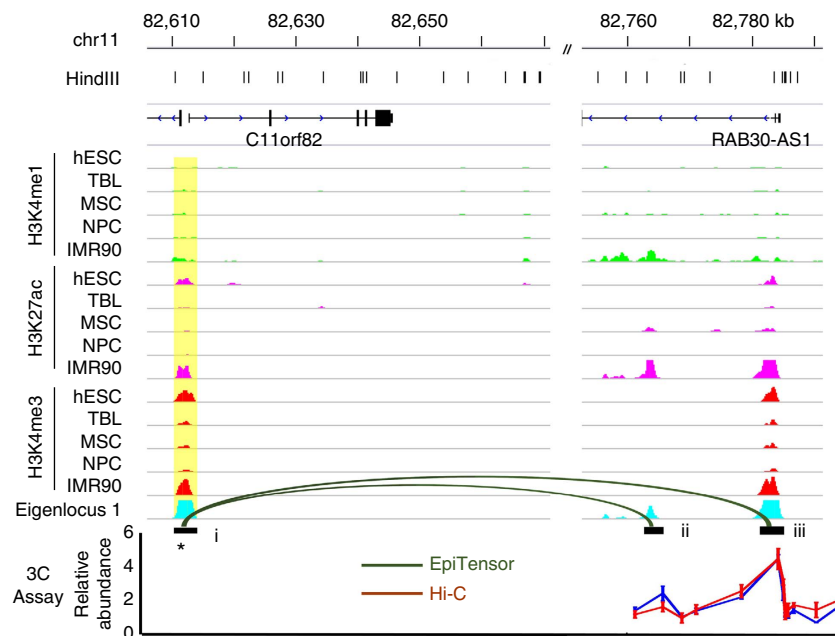 82,610 82,630 82,650 82,760 82,780 kb
chr11
//
HindIII
C11orf82 RAB30-AS1
H3K4me1
hESC
TBL
MSC
NPC
IMR90
H3K27ac
hESC
TBL
MSC
NPC
IMR90
H3K4me3
hESC
TBL
MSC
NPC
IMR90
Eigenlocus 1
* i ii iii
3C
Assay
Relative
abundance
6
4
2
0
EpiTensor
Hi-C